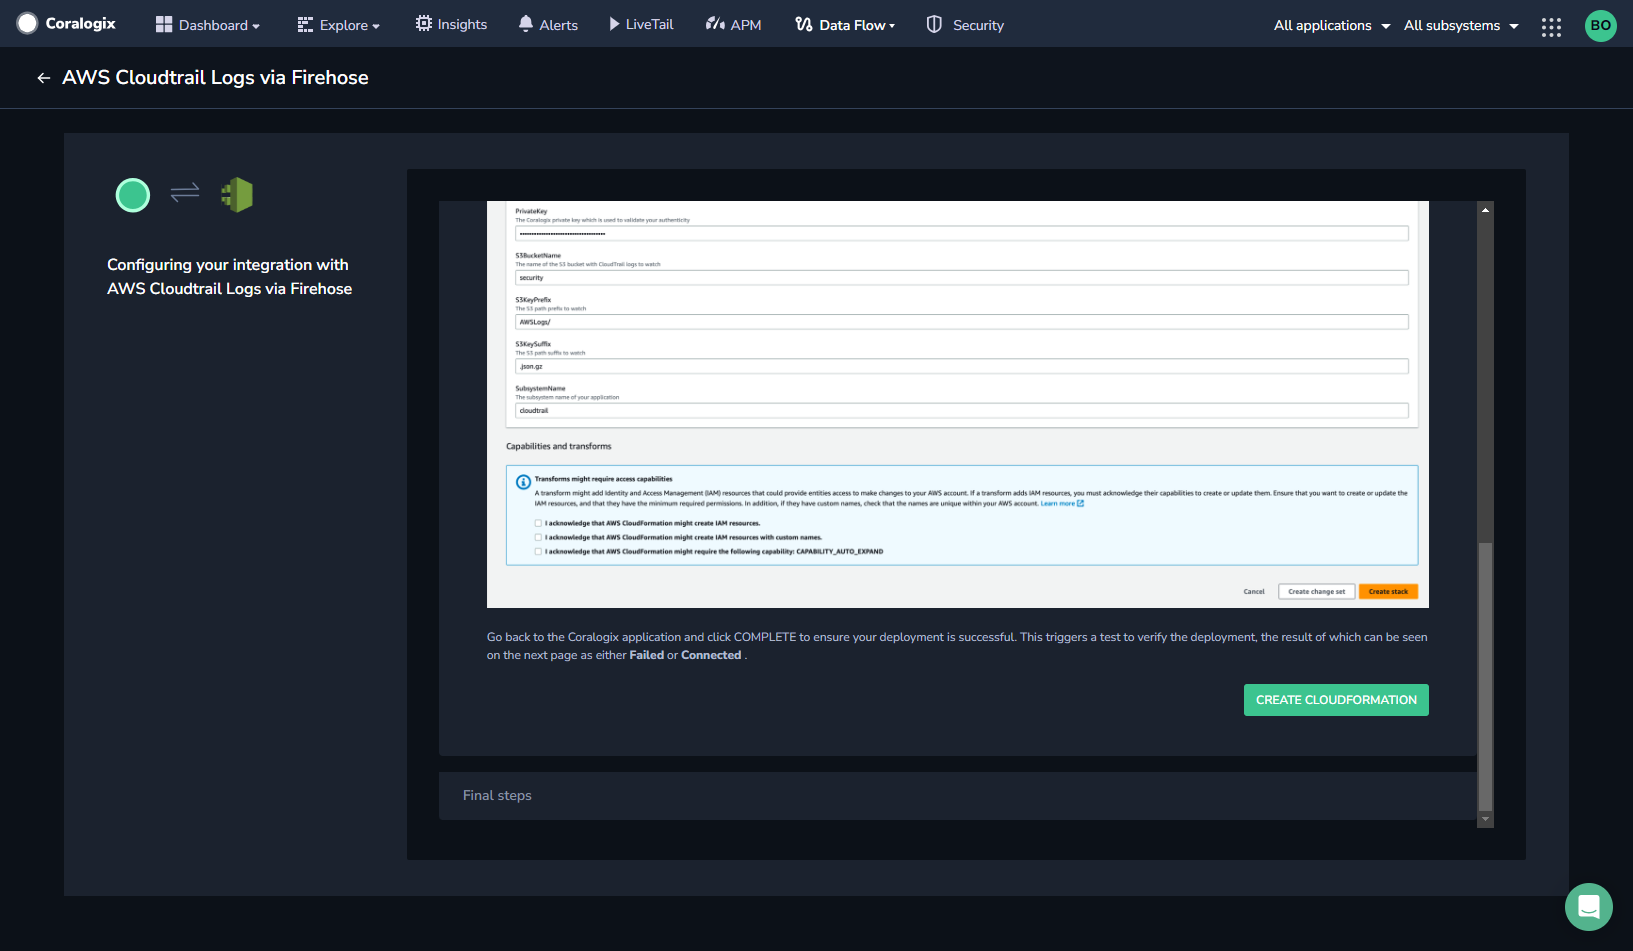 Coralogix
Dashboard
Explore
Insights
Alerts
LiveTail
APM
Data Flow
Security
All applications
All subsystems
BO
AWS Cloudtrail Logs via Firehose
Configuring your integration with
AWS Cloudtrail Logs via Firehose
PrivateKey
The Coralogix private key which is used to validate your authenticity
S3BucketName
The name of the S3 bucket with CloudTrail logs to watch
security
S3KeyPrefix
The S3 path prefix to watch
AWSLogs/
S3KeySuffix
The S3 path suffix to watch
.json.gz
SubsystemName
The subsystem name of your application
cloudtrail
Capabilities and transforms
Transforms might require access capabilities
A transform might add Identity and Access Management (IAM) resources that could provide entities access to make changes to your AWS account. If a transform adds IAM resources, you must acknowledge their capabilities to create or update them. Ensure that you want to create or update the
IAM resources, and that they have the minimum required permissions. In addition, if they have custom names, check that the names are unique within your AWS account. Learn more
I acknowledge that AWS CloudFormation might create IAM resources.
I acknowledge that AWS CloudFormation might create IAM resources with custom names.
I acknowledge that AWS CloudFormation might require the following capability: CAPABILITY_AUTO_EXPAND
Cancel
Create change set
Create stack
Go back to the Coralogix application and click COMPLETE to ensure your deployment is successful. This triggers a test to verify the deployment, the result of which can be seen
on the next page as either Failed or Connected .
CREATE CLOUDFORMATION
Final steps